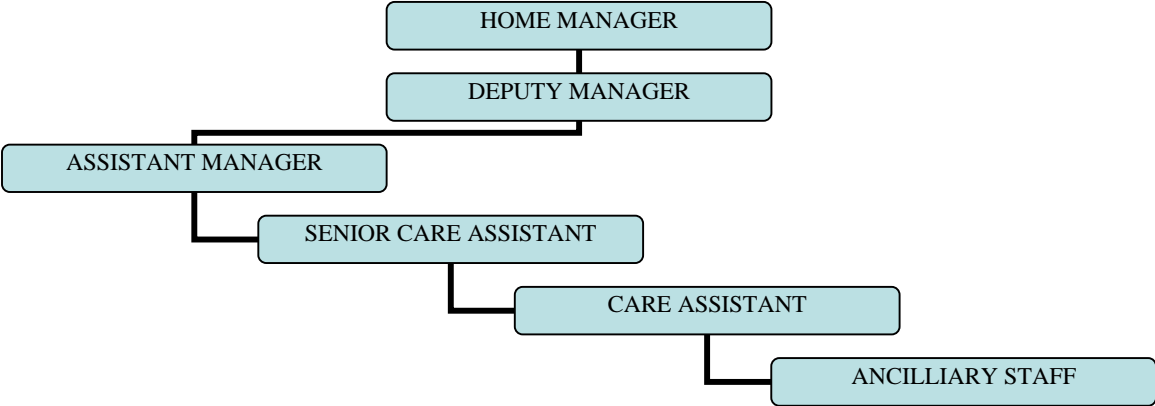 HOME MANAGER
DEPUTY MANAGER
ASSISTANT MANAGER
SENIOR CARE ASSISTANT
CARE ASSISTANT
ANCILLIARY STAFF